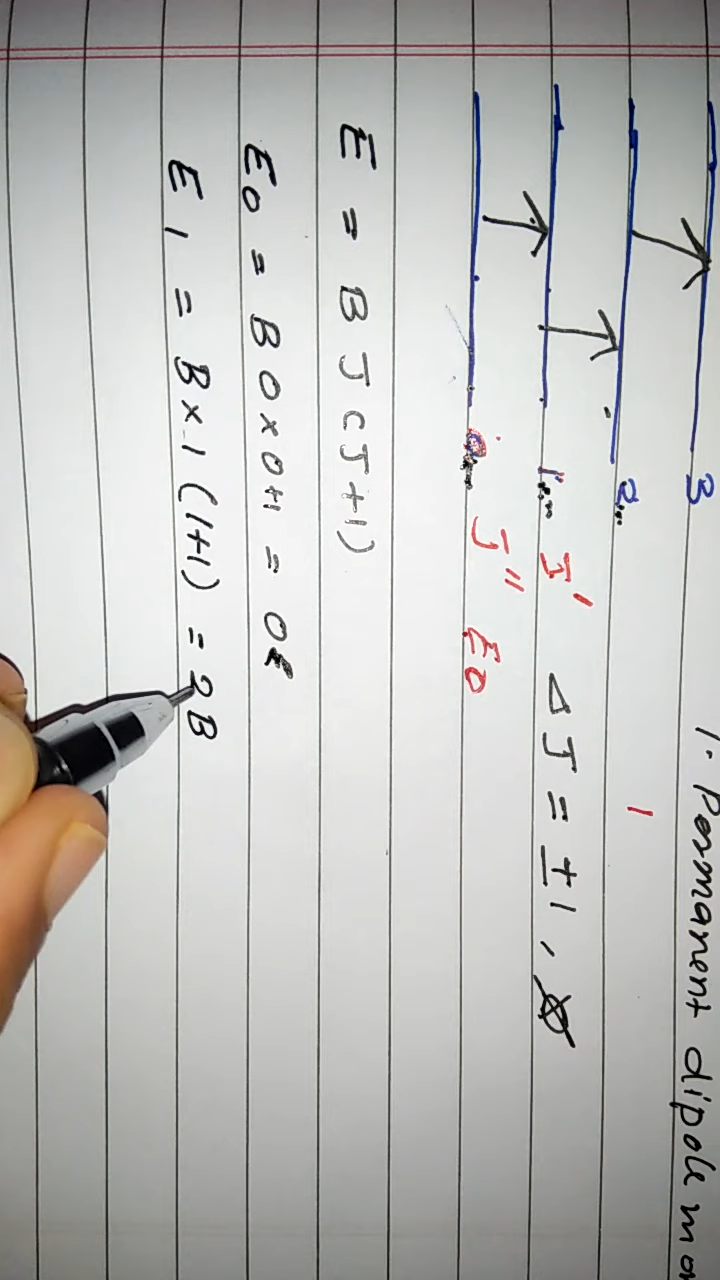 1. Permanent dipole mo
3
2 1
1 J' ΔJ = ±1,
J'' E0
E = BJ(J+1)
E0 = B0×0+1 = 0
E1 = B×1(1+1) = 2B